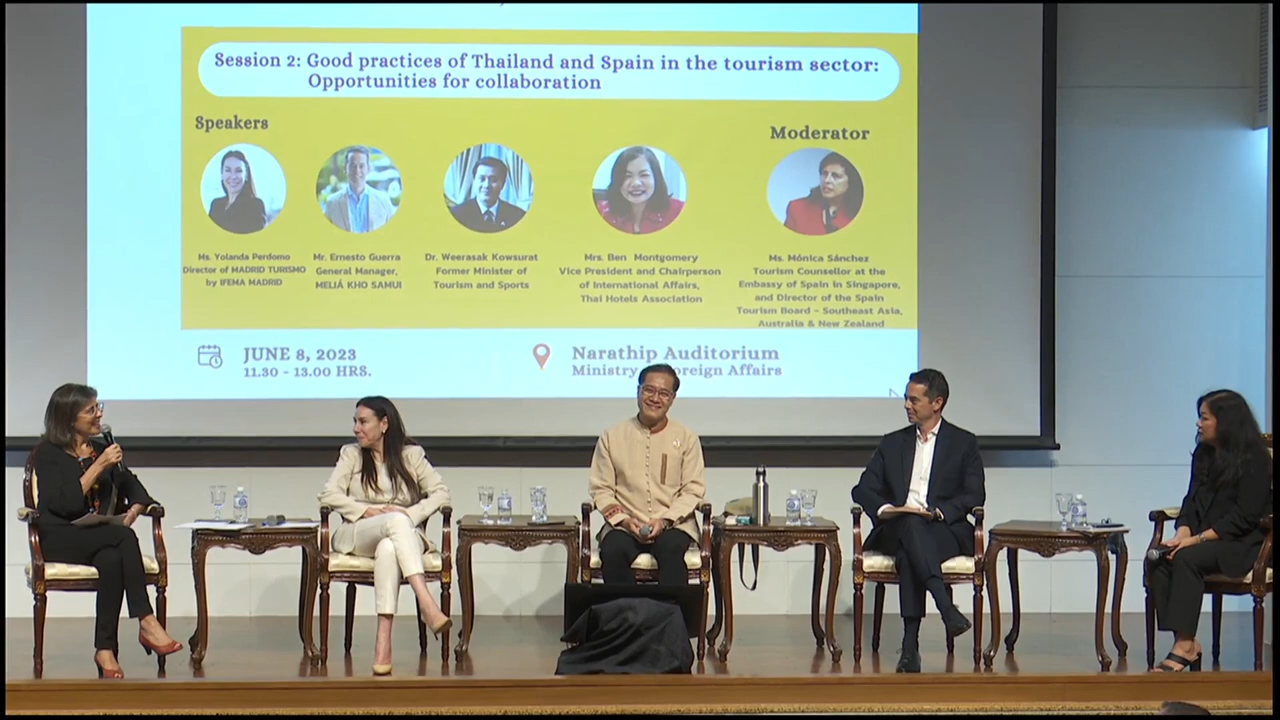 Session 2: Good practices of Thailand and Spain in the tourism sector:
Opportunities for collaboration
Speakers
Moderator
Ms. Yolanda Perdomo
Director of MADRID TURISMO
by IFEMA MADRID
Mr. Ernesto Guerra
General Manager,
MELIÁ KHO SAMUI
Dr. Weerasak Kowsurat
Former Minister of
Tourism and Sports
Mrs. Ben Montgomery
Vice President and Chairperson
of International Affairs,
Thai Hotels Association
Ms. Mónica Sánchez
Tourism Counsellor at the
Embassy of Spain in Singapore,
and Director of the Spain
Tourism Board - Southeast Asia,
Australia & New Zealand
JUNE 8, 2023
11.30 - 13.00 HRS.
Narathip Auditorium
Ministry Foreign Affairs